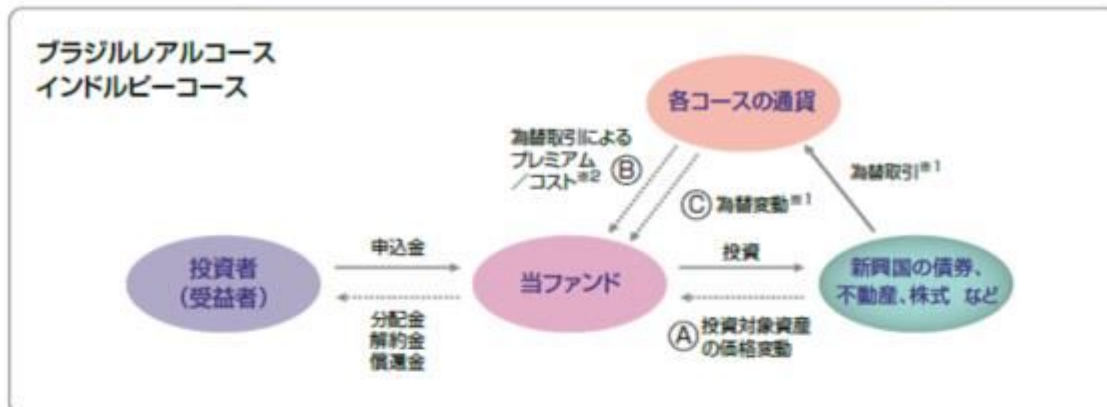 ブラジルレアルコース
インドルピーコース
各コースの通貨
為替取引による
プレミアム
／コスト※2 Ⓑ
為替取引※1
Ⓒ 為替変動※1
投資者
（受益者）
申込金
当ファンド
投資
新興国の債券、
不動産、株式 など
分配金
解約金
償還金
Ⓐ 投資対象資産
の価格変動